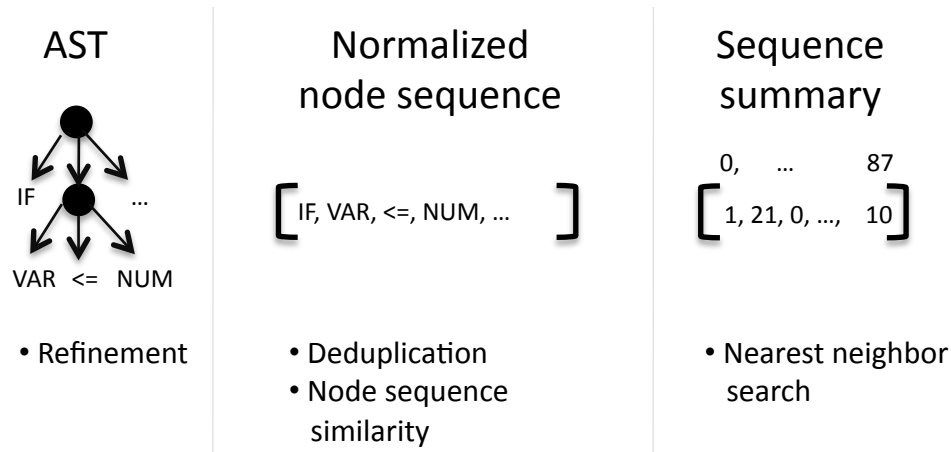 AST
IF
...
VAR <= NUM
• Refinement
Normalized
node sequence
IF, VAR, <=, NUM, ...
• Deduplication
• Node sequence
similarity
Sequence
summary
0, ... 87
1, 21, 0, ..., 10
• Nearest neighbor
search